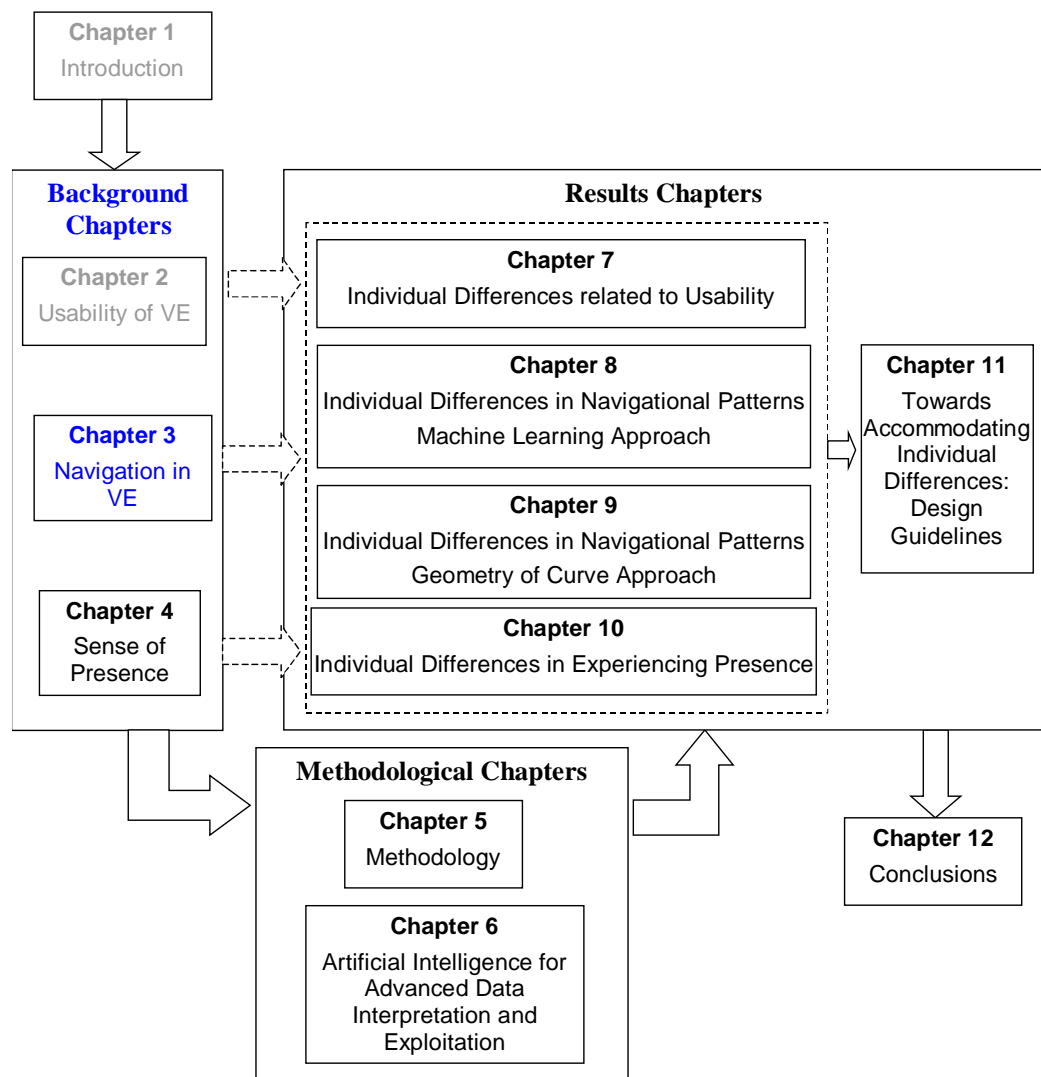 Chapter 1
Introduction
Background
Chapters
Chapter 2
Usability of VE
Chapter 3
Navigation in
VE
Chapter 4
Sense of
Presence
Results Chapters
Chapter 7
Individual Differences related to Usability
Chapter 8
Individual Differences in Navigational Patterns
Machine Learning Approach
Chapter 9
Individual Differences in Navigational Patterns
Geometry of Curve Approach
Chapter 10
Individual Differences in Experiencing Presence
Chapter 11
Towards
Accommodating
Individual
Differences:
Design
Guidelines
Methodological Chapters
Chapter 5
Methodology
Chapter 6
Artificial Intelligence for
Advanced Data
Interpretation and
Exploitation
Chapter 12
Conclusions